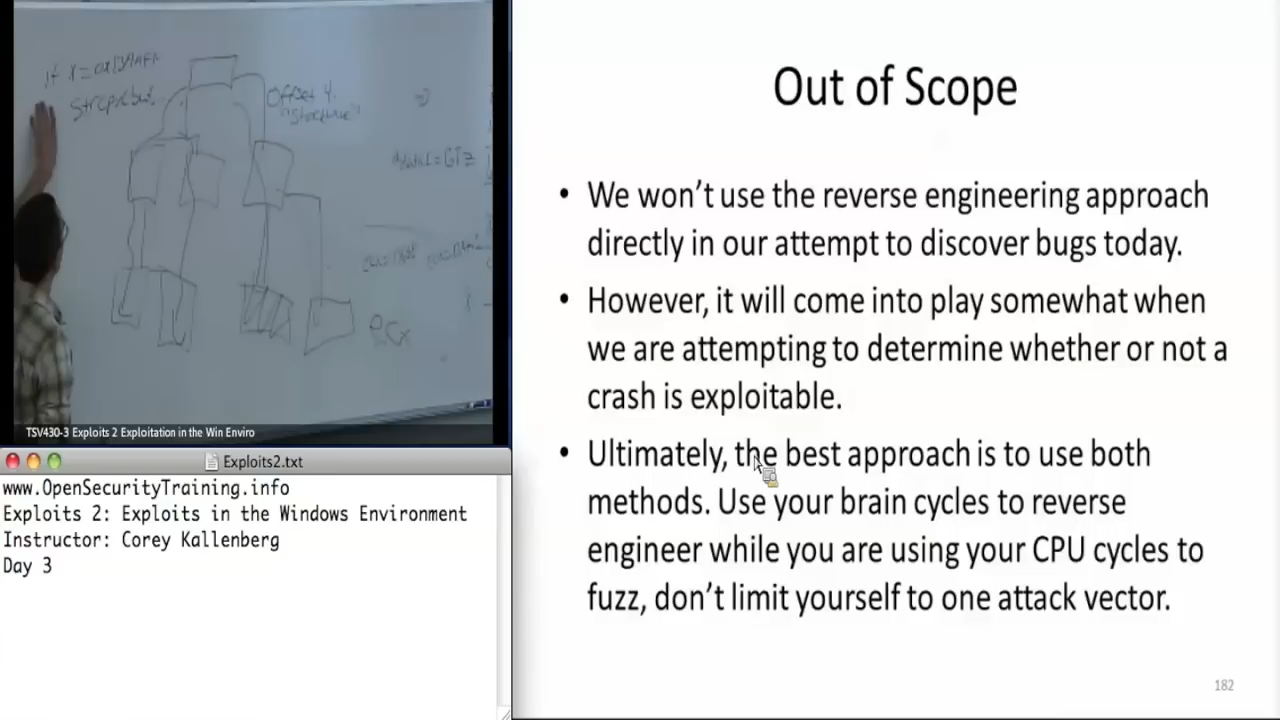 if
Offset 4
TSV430-3 Exploits 2 Exploitation in the Win Enviro
Exploits2.txt
www.OpenSecurityTraining.info
Exploits 2: Exploits in the Windows Environment
Instructor: Corey Kallenberg
Day 3
Out of Scope
• We won’t use the reverse engineering approach
directly in our attempt to discover bugs today.
• However, it will come into play somewhat when
we are attempting to determine whether or not a
crash is exploitable.
• Ultimately, the best approach is to use both
methods. Use your brain cycles to reverse
engineer while you are using your CPU cycles to
fuzz, don’t limit yourself to one attack vector.
182